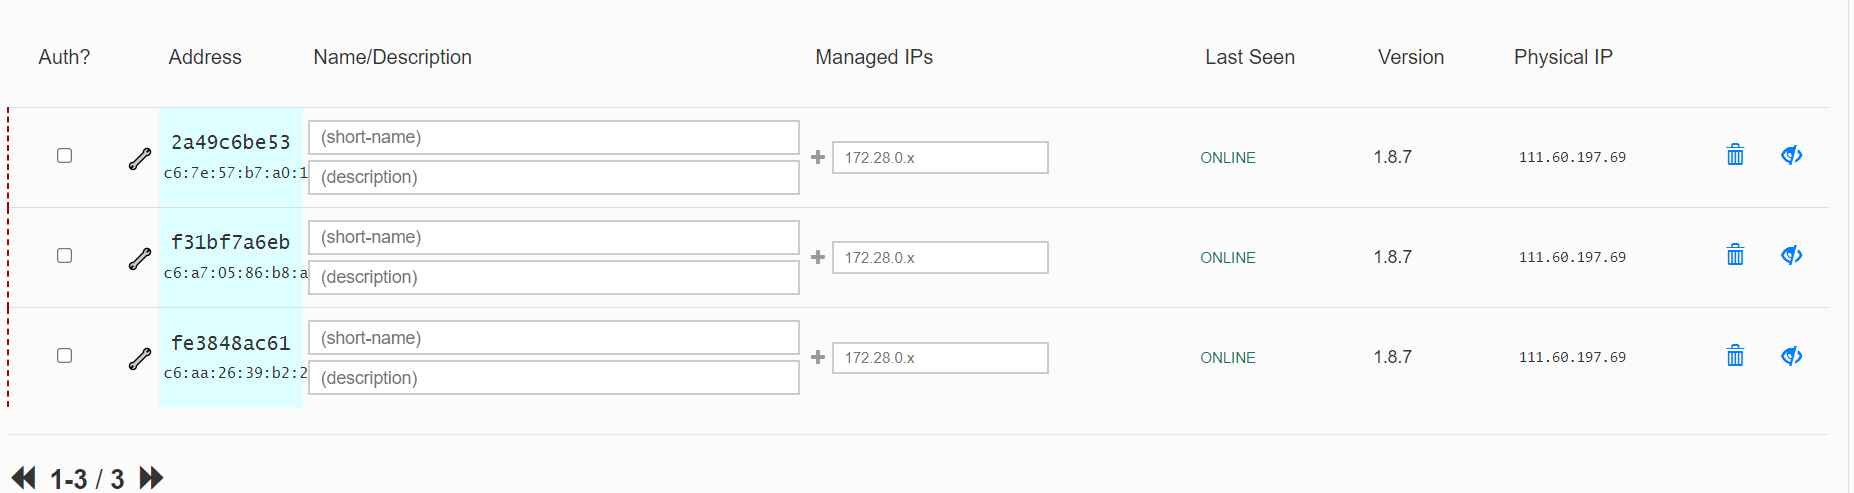 Auth? Address Name/Description Managed IPs Last Seen Version Physical IP
2a49c6be53 (short-name)
c6:7e:57:b7:a0:1 (description) 172.28.0.x ONLINE 1.8.7 111.60.197.69
f31bf7a6eb (short-name)
c6:a7:05:86:b8:a (description) 172.28.0.x ONLINE 1.8.7 111.60.197.69
fe3848ac61 (short-name)
c6:aa:26:39:b2:2 (description) 172.28.0.x ONLINE 1.8.7 111.60.197.69
1-3 / 3